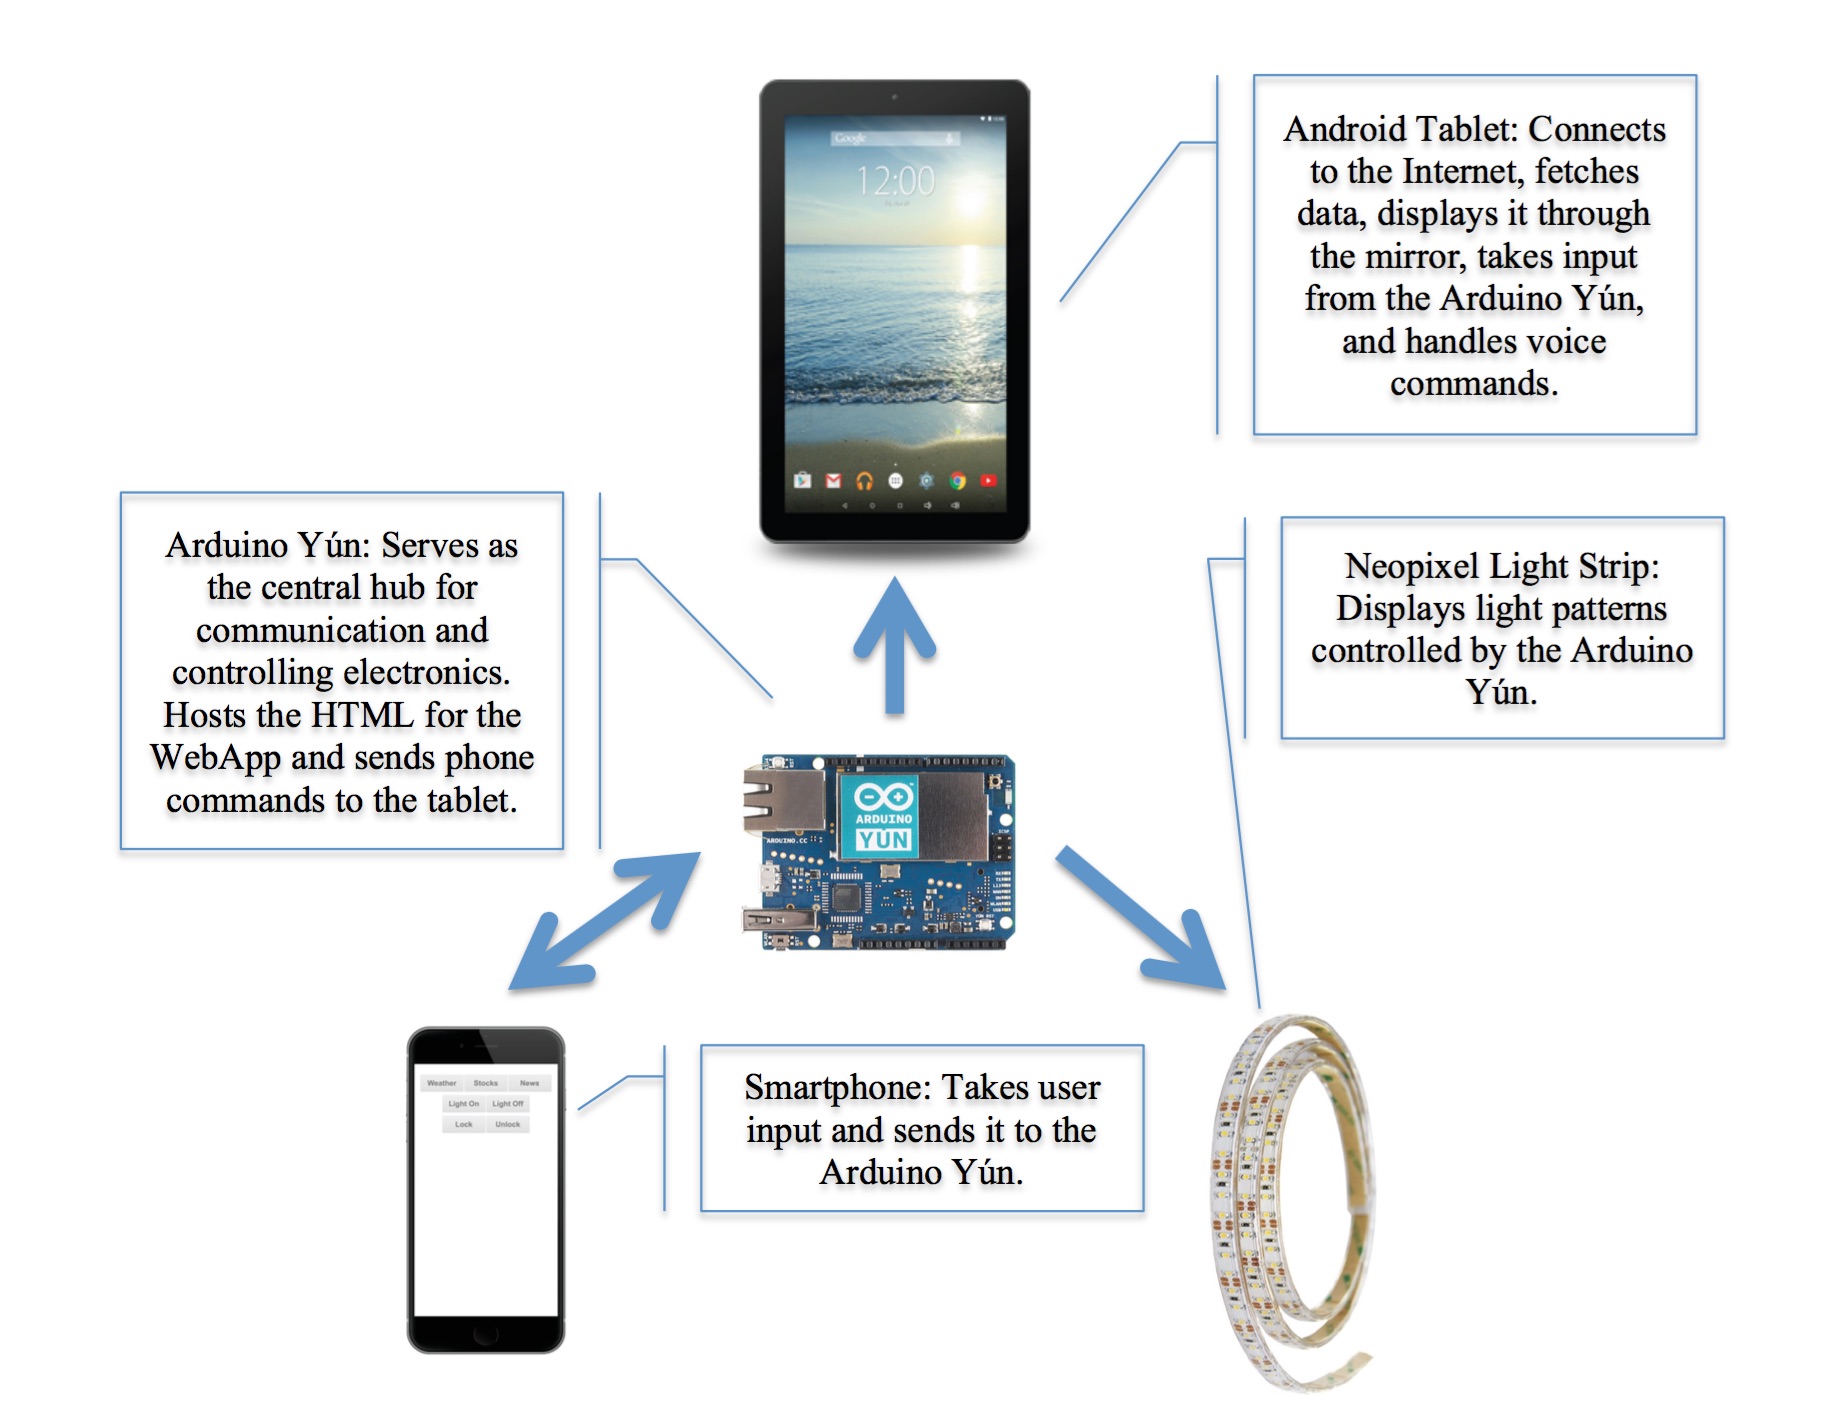 Google
12:00
Android Tablet: Connects
to the Internet, fetches
data, displays it through
the mirror, takes input
from the Arduino Yún,
and handles voice
commands.
Arduino Yún: Serves as
the central hub for
communication and
controlling electronics.
Hosts the HTML for the
WebApp and sends phone
commands to the tablet.
Neopixel Light Strip:
Displays light patterns
controlled by the Arduino
Yún.
ARDUINO
YÚN
ARDUINO.CC
Weather Stocks News
Light On Light Off
Lock Unlock
Smartphone: Takes user
input and sends it to the
Arduino Yún.